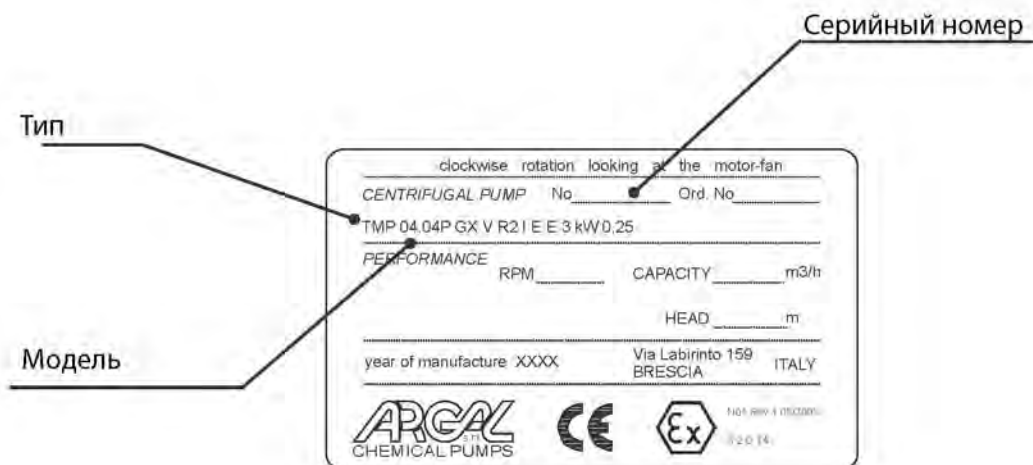 Серийный номер
Тип
clockwise rotation looking at the motor-fan
CENTRIFUGAL PUMP No Ord. No
TMP 04.04P GX V R2 I E E 3 kW 0,25
PERFORMANCE
RPM CAPACITY m3/h
HEAD m
Модель
year of manufacture XXXX Via Labirinto 159 BRESCIA ITALY
ARGAL
CHEMICAL PUMPS
CE Ex